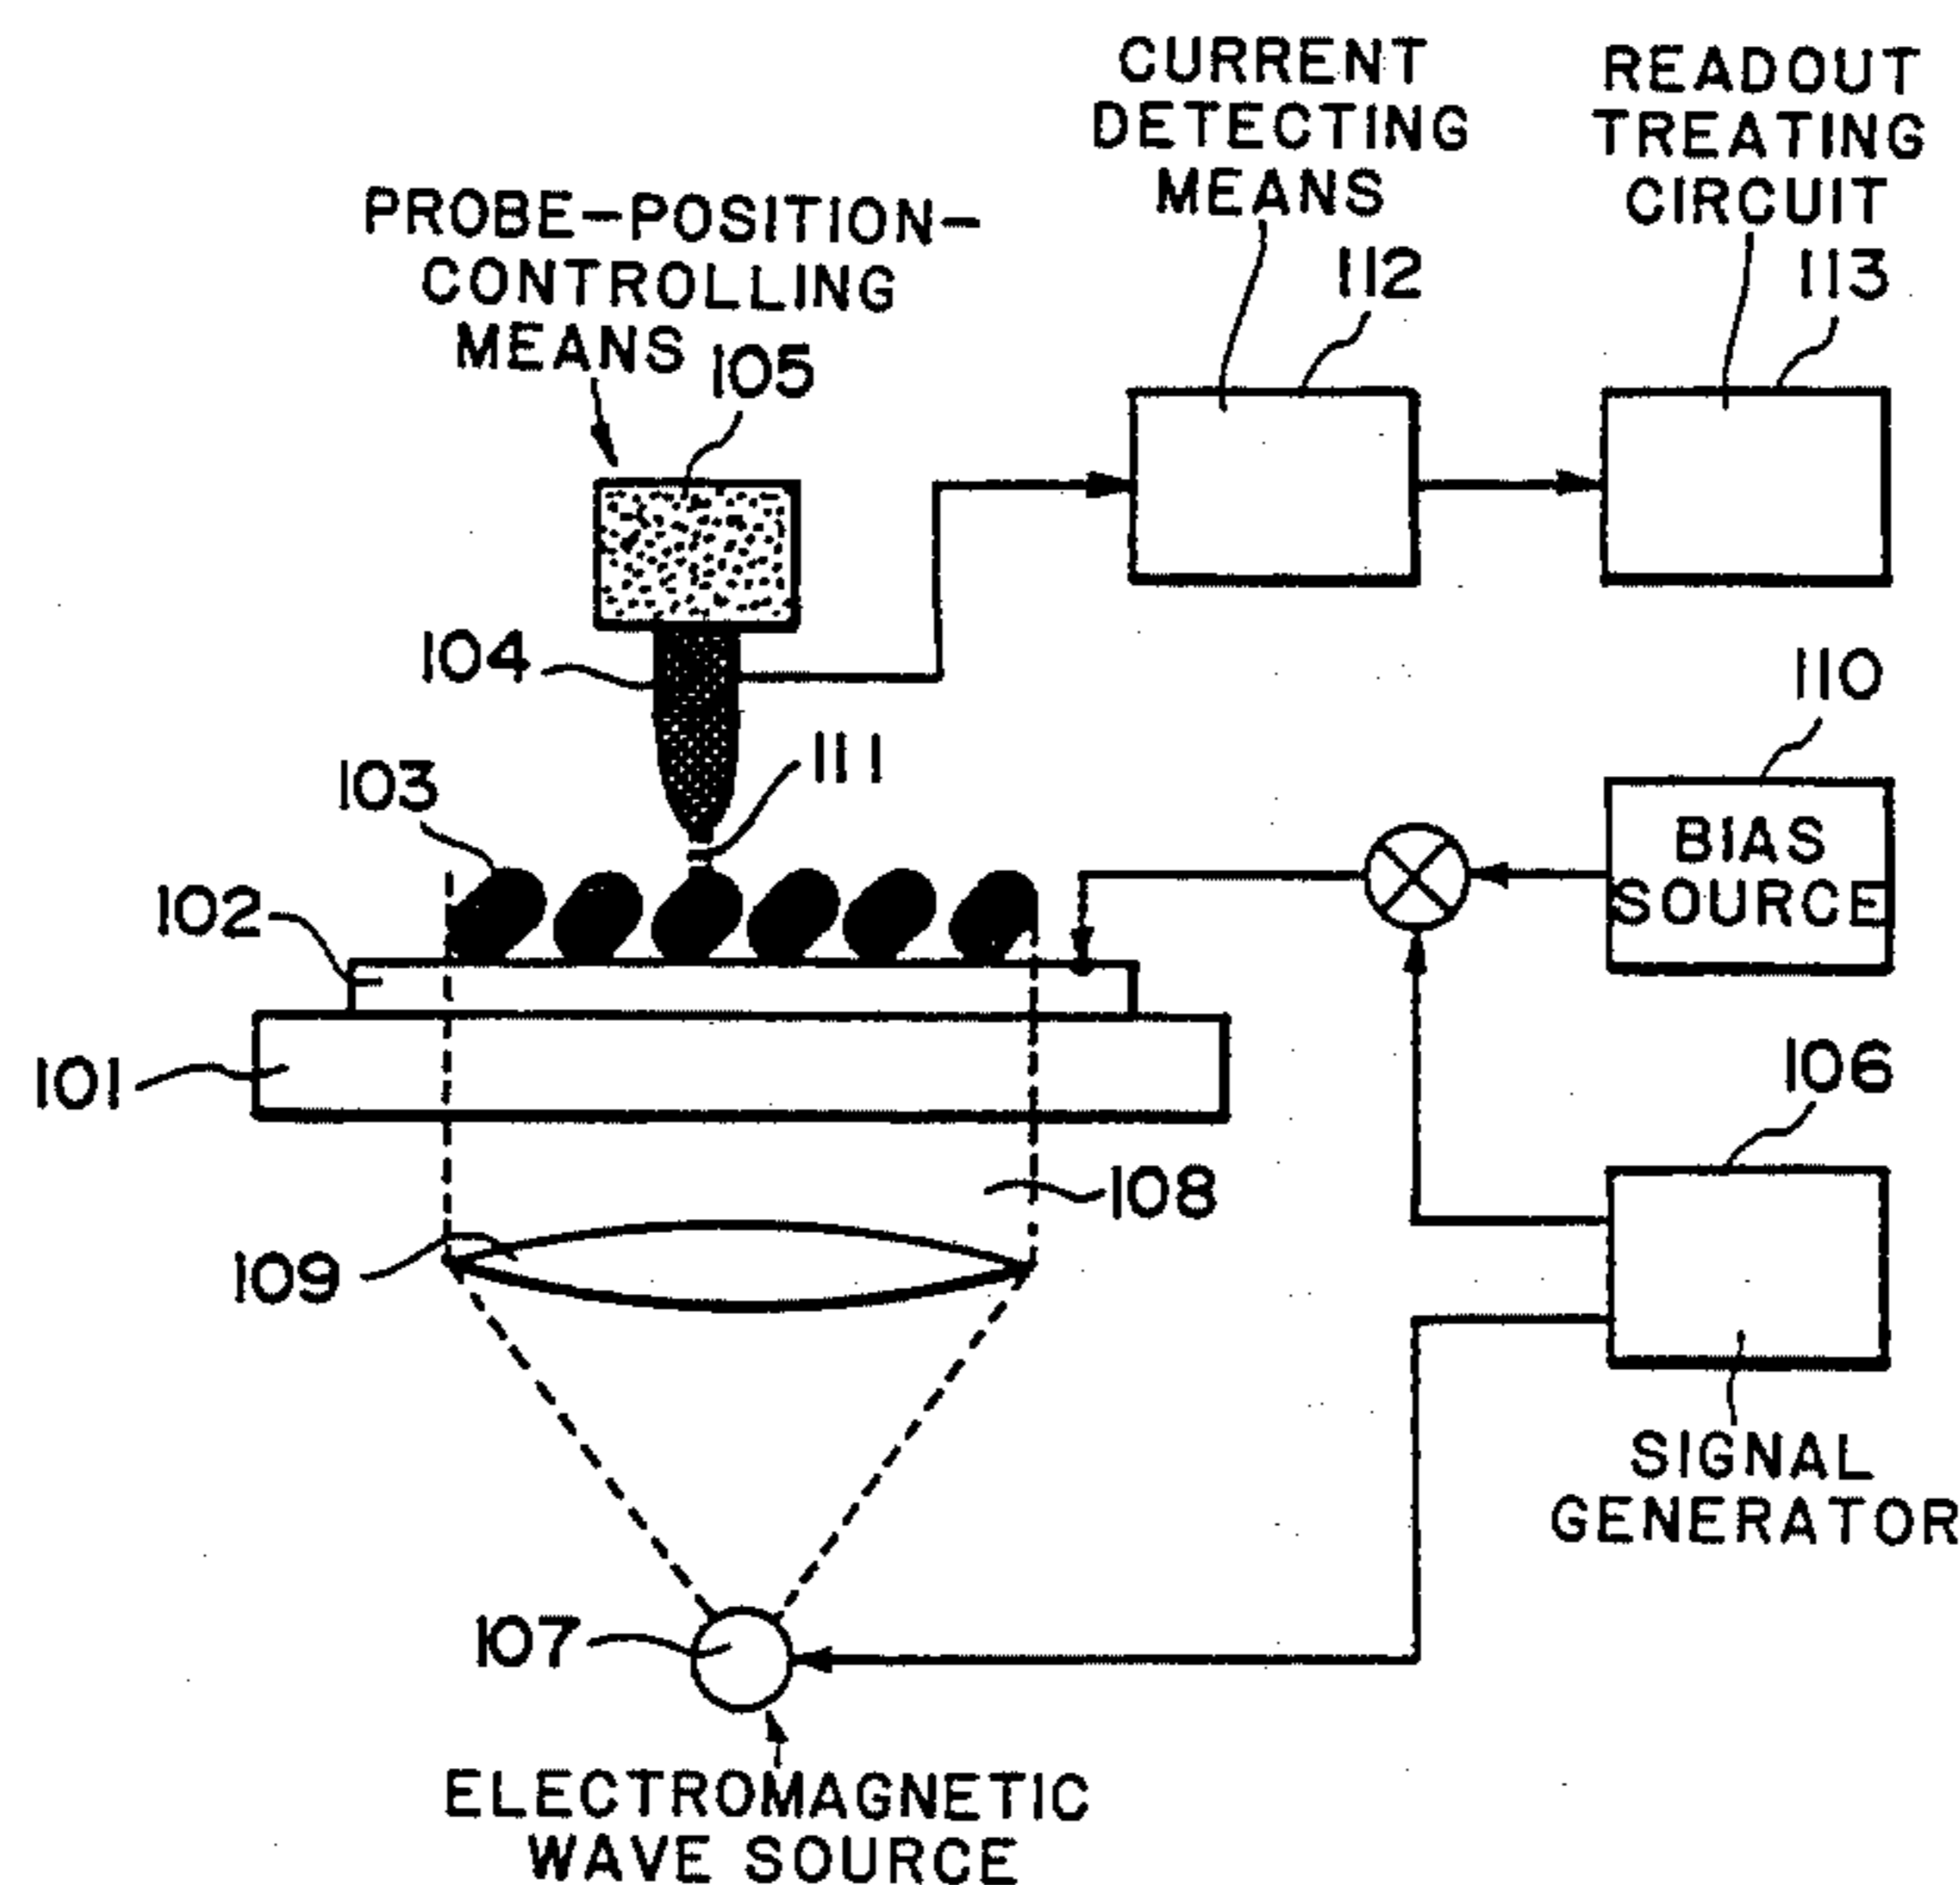 CURRENT
DETECTING
MEANS
112
READOUT
TREATING
CIRCUIT
113
PROBE-POSITION-
CONTROLLING
MEANS
105
104
111
103
102
101
110
BIAS
SOURCE
106
SIGNAL
GENERATOR
108
109
107
ELECTROMAGNETIC
WAVE SOURCE